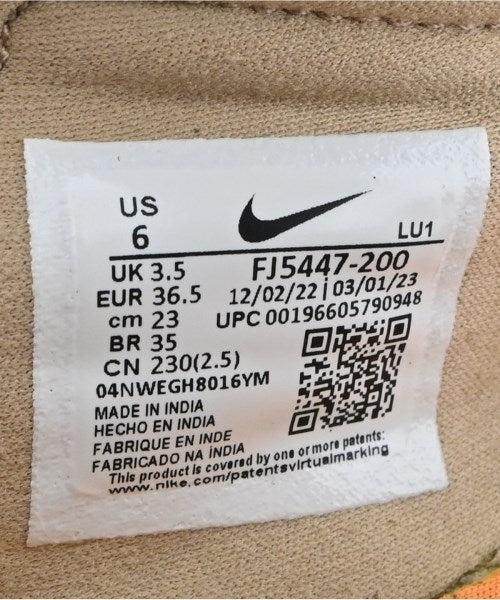 US
6
LU1
UK 3.5
FJ5447-200
EUR 36.5
12/02/22 | 03/01/23
cm 23
UPC 00196605790948
BR 35
CN 230(2.5)
04NWEGH8016YM
MADE IN INDIA
HECHO EN INDIA
FABRIQUE EN INDE
FABRICADO NA ÍNDIA
This product is covered by one or more patents:
www.nike.com/patentsvirtualmarking